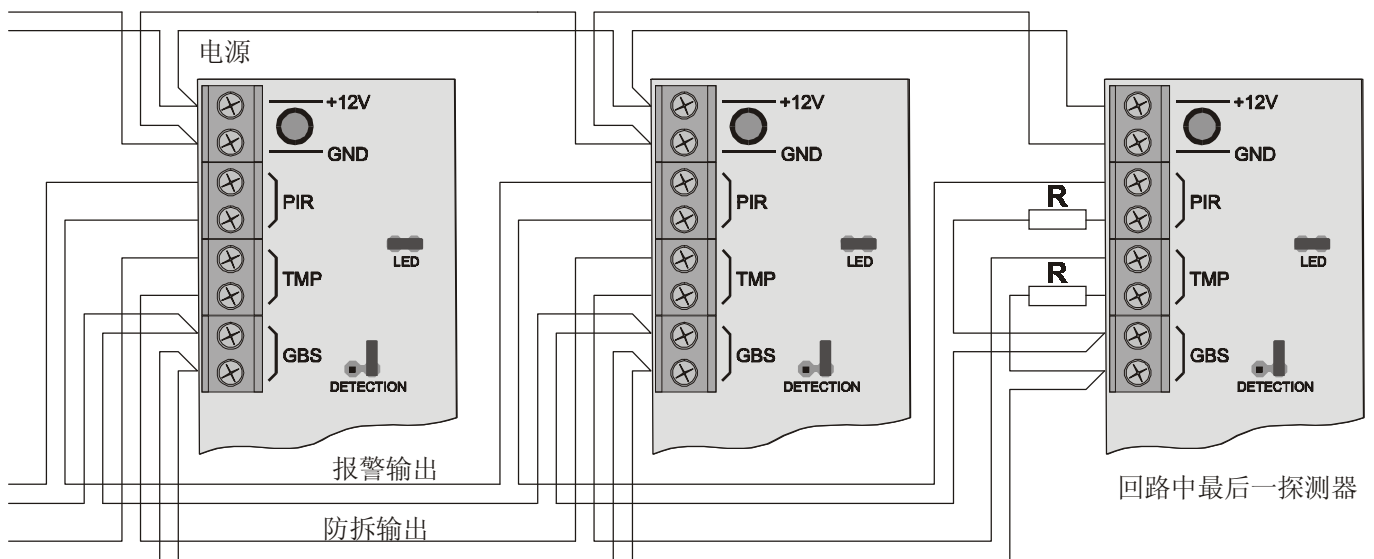 电源
+12V
GND
PIR
TMP
GBS
LED
DETECTION
+12V
GND
PIR
TMP
GBS
LED
DETECTION
+12V
GND
R
PIR
R
TMP
GBS
LED
DETECTION
报警输出
防拆输出
回路中最后一探测器